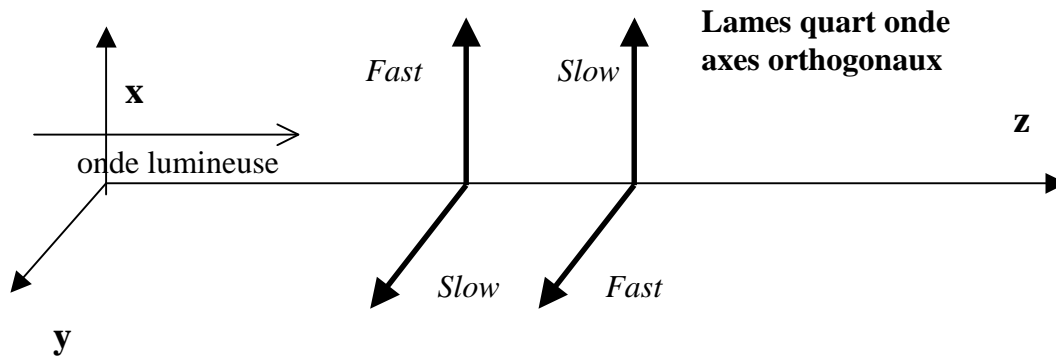 Lames quart onde
axes orthogonaux
Fast
Slow
x
z
onde lumineuse
Slow
Fast
y